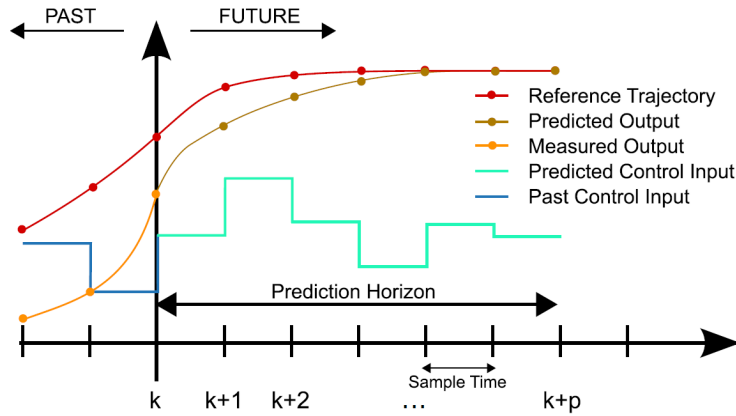 PAST
FUTURE
Reference Trajectory
Predicted Output
Measured Output
Predicted Control Input
Past Control Input
Prediction Horizon
Sample Time
k
k+1
k+2
...
k+p